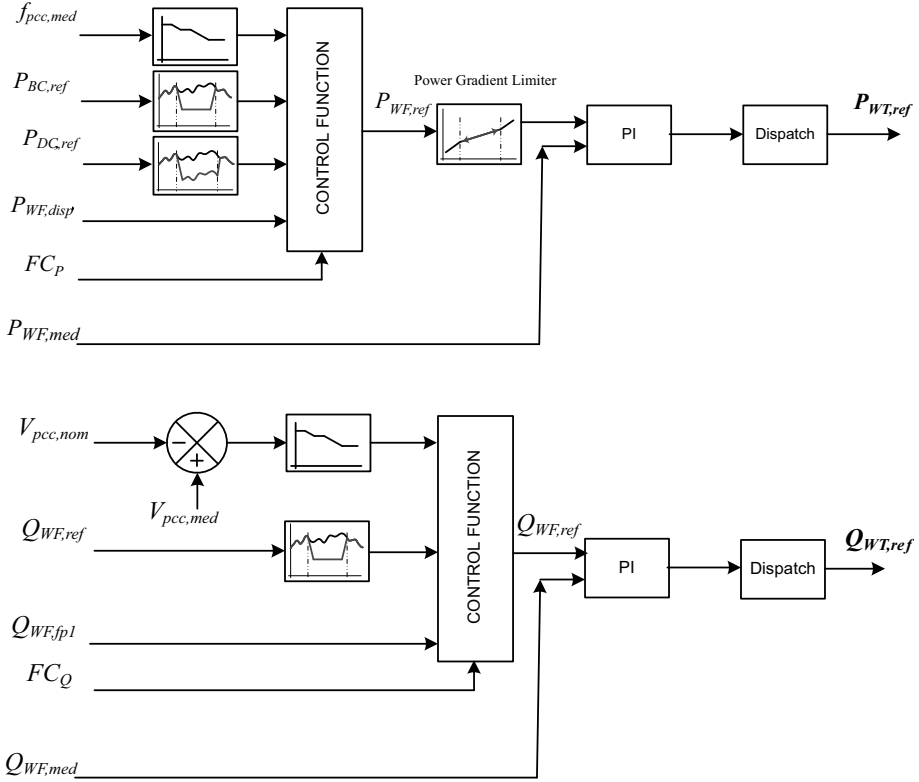 f_pcc,med
P_BC,ref
P_DC,ref
P_WF,disp'
FC_P
P_WF,med
CONTROL FUNCTION
P_WF,ref
Power Gradient Limiter
PI
Dispatch
P_WT,ref
V_pcc,nom
−
+
V_pcc,med
Q_WF,ref
Q_WF,fp1
FC_Q
Q_WF,med
CONTROL FUNCTION
Q_WF,ref
PI
Dispatch
Q_WT,ref